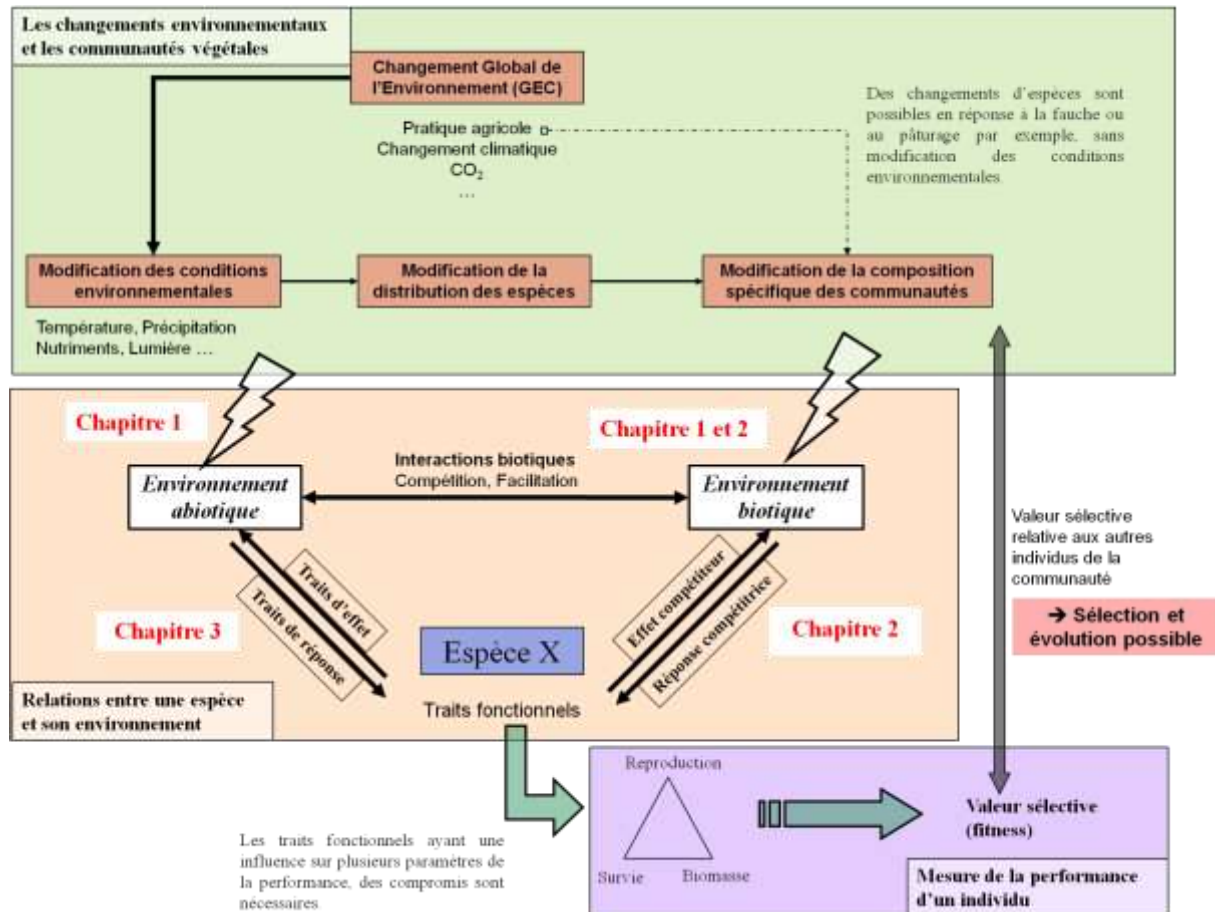 Les changements environnementaux
et les communautés végétales
Changement Global de
l'Environnement (GEC)
Pratique agricole
Changement climatique
CO₂
…
Des changements d'espèces sont
possibles en réponse à la fauche ou
au pâturage par exemple, sans
modification des conditions
environnementales.
Modification des conditions
environnementales
Modification de la
distribution des espèces
Modification de la composition
spécifique des communautés
Température, Précipitation
Nutriments, Lumière …
Chapitre 1
Chapitre 1 et 2
Interactions biotiques
Compétition, Facilitation
Environnement
abiotique
Environnement
biotique
Traits d'effet
Traits de réponse
Effet compétiteur
Réponse compétitrice
Chapitre 3
Chapitre 2
Espèce X
Traits fonctionnels
Relations entre une espèce
et son environnement
Valeur sélective
relative aux autres
individus de la
communauté
→ Sélection et
évolution possible
Reproduction
Survie
Biomasse
Valeur sélective
(fitness)
Mesure de la performance
d'un individu
Les traits fonctionnels ayant une
influence sur plusieurs paramètres de
la performance, des compromis sont
nécessaires